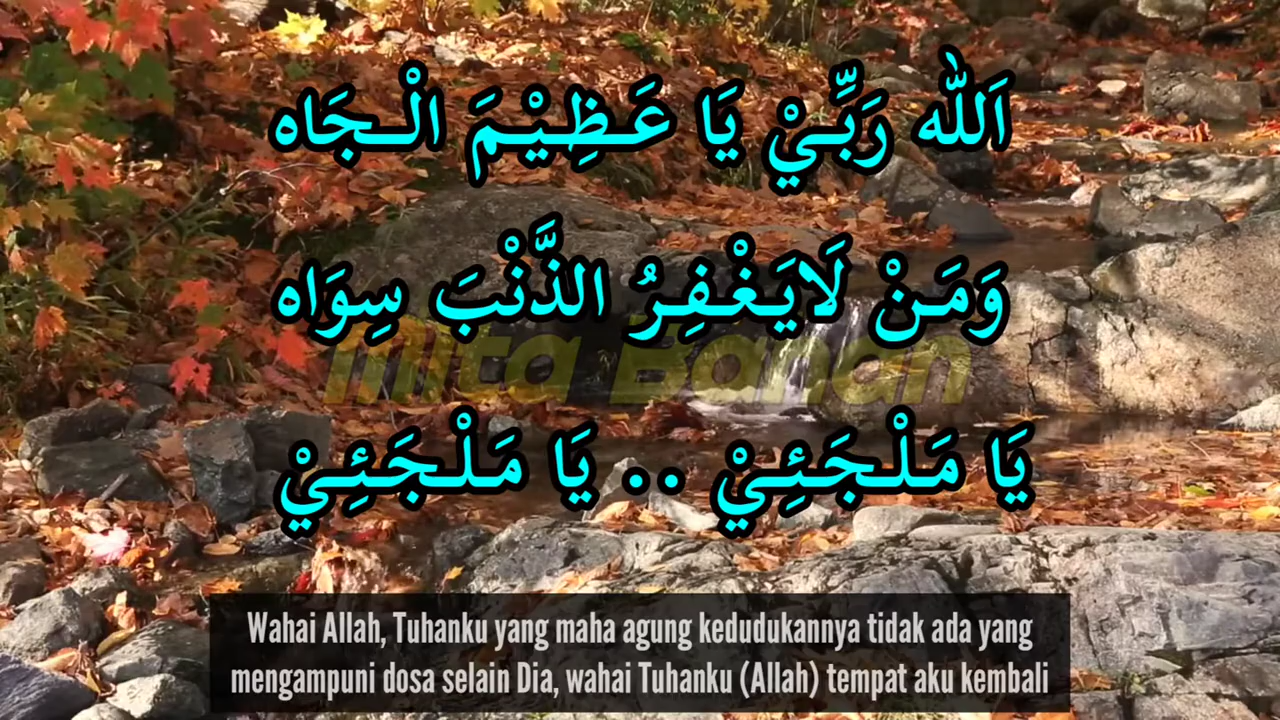 اَللّٰه رَبِّيْ يَا عَظِيْمَ الْجَاه
وَمَنْ لَايَغْفِرُ الذَّنْبَ سِوَاه
يَا مَلْجَئِيْ .. يَا مَلْجَئِيْ
Wahai Allah, Tuhanku yang maha agung kedudukannya tidak ada yang
mengampuni dosa selain Dia, wahai Tuhanku (Allah) tempat aku kembali